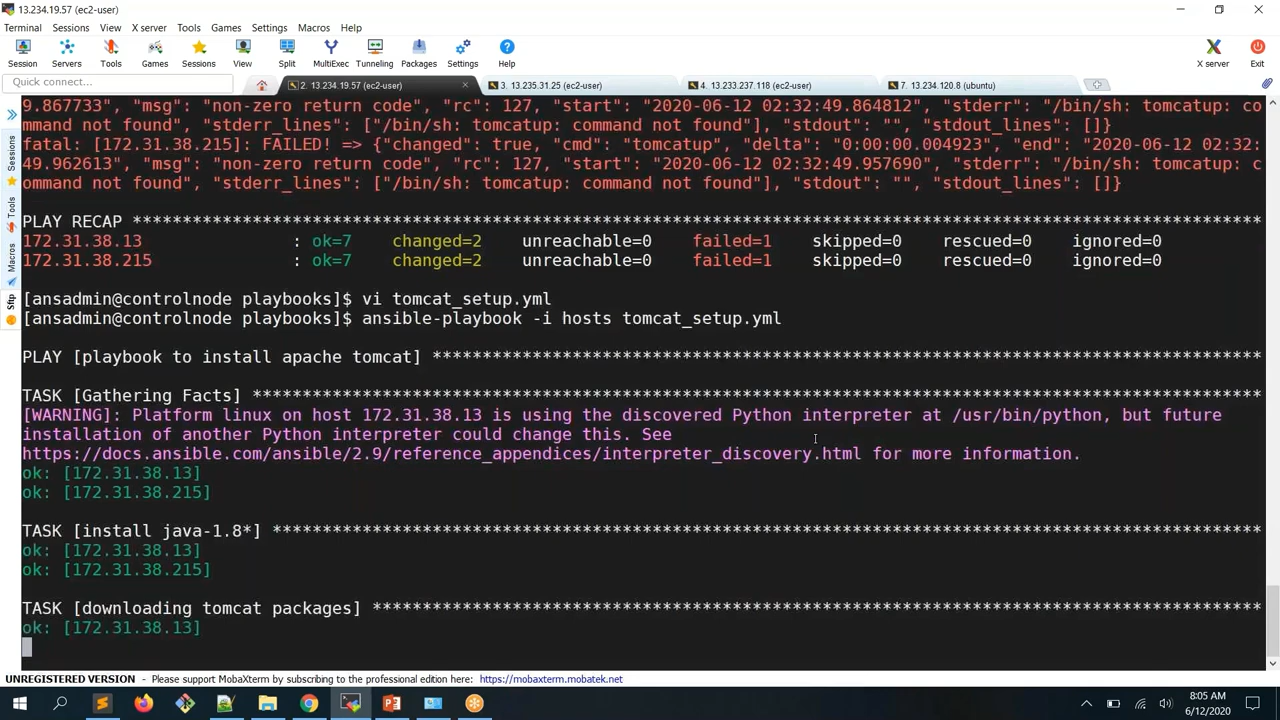 13.234.19.57 (ec2-user)
Terminal Sessions View X server Tools Games Settings Macros Help
Session Servers Tools Games Sessions View Split MultiExec Tunneling Packages Settings Help X server Exit
Quick connect...
2. 13.234.19.57 (ec2-user) 3. 13.235.31.25 (ec2-user) 4. 13.233.237.118 (ec2-user) 7. 13.234.120.8 (ubuntu)
Sessions
Tools
Macros
Sftp
9.867733", "msg": "non-zero return code", "rc": 127, "start": "2020-06-12 02:32:49.864812", "stderr": "/bin/sh: tomcatup: co
mmand not found", "stderr_lines": ["/bin/sh: tomcatup: command not found"], "stdout": "", "stdout_lines": []}
fatal: [172.31.38.215]: FAILED! => {"changed": true, "cmd": "tomcatup", "delta": "0:00:00.004923", "end": "2020-06-12 02:32:
49.962613", "msg": "non-zero return code", "rc": 127, "start": "2020-06-12 02:32:49.957690", "stderr": "/bin/sh: tomcatup: c
ommand not found", "stderr_lines": ["/bin/sh: tomcatup: command not found"], "stdout": "", "stdout_lines": []}
PLAY RECAP *****************************************************************************************************************
172.31.38.13 : ok=7 changed=2 unreachable=0 failed=1 skipped=0 rescued=0 ignored=0
172.31.38.215 : ok=7 changed=2 unreachable=0 failed=1 skipped=0 rescued=0 ignored=0
[ansadmin@controlnode playbooks]$ vi tomcat_setup.yml
[ansadmin@controlnode playbooks]$ ansible-playbook -i hosts tomcat_setup.yml
PLAY [playbook to install apache tomcat] ***********************************************************************************
TASK [Gathering Facts] *****************************************************************************************************
[WARNING]: Platform linux on host 172.31.38.13 is using the discovered Python interpreter at /usr/bin/python, but future
installation of another Python interpreter could change this. See
https://docs.ansible.com/ansible/2.9/reference_appendices/interpreter_discovery.html for more information.
ok: [172.31.38.13]
ok: [172.31.38.215]
TASK [install java-1.8*] ***************************************************************************************************
ok: [172.31.38.13]
ok: [172.31.38.215]
TASK [downloading tomcat packages] *****************************************************************************************
ok: [172.31.38.13]
UNREGISTERED VERSION - Please support MobaXterm by subscribing to the professional edition here: https://mobaxterm.mobatek.net
8:05 AM
6/12/2020